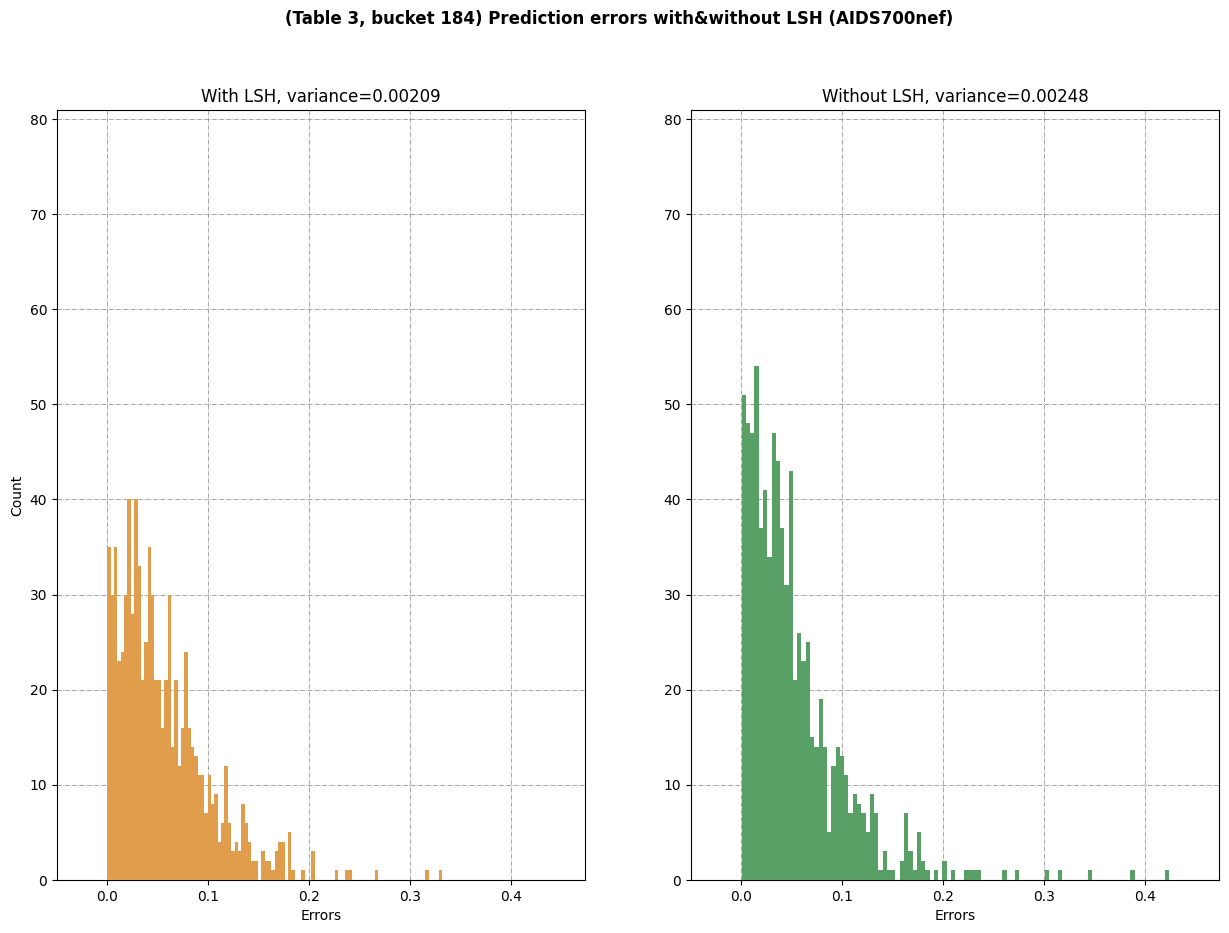 (Table 3, bucket 184) Prediction errors with&without LSH (AIDS700nef)
With LSH, variance=0.00209
80
70
60
50
40
30
20
10
0
Count
0.0 0.1 0.2 0.3 0.4
Errors
Without LSH, variance=0.00248
80
70
60
50
40
30
20
10
0
0.0 0.1 0.2 0.3 0.4
Errors